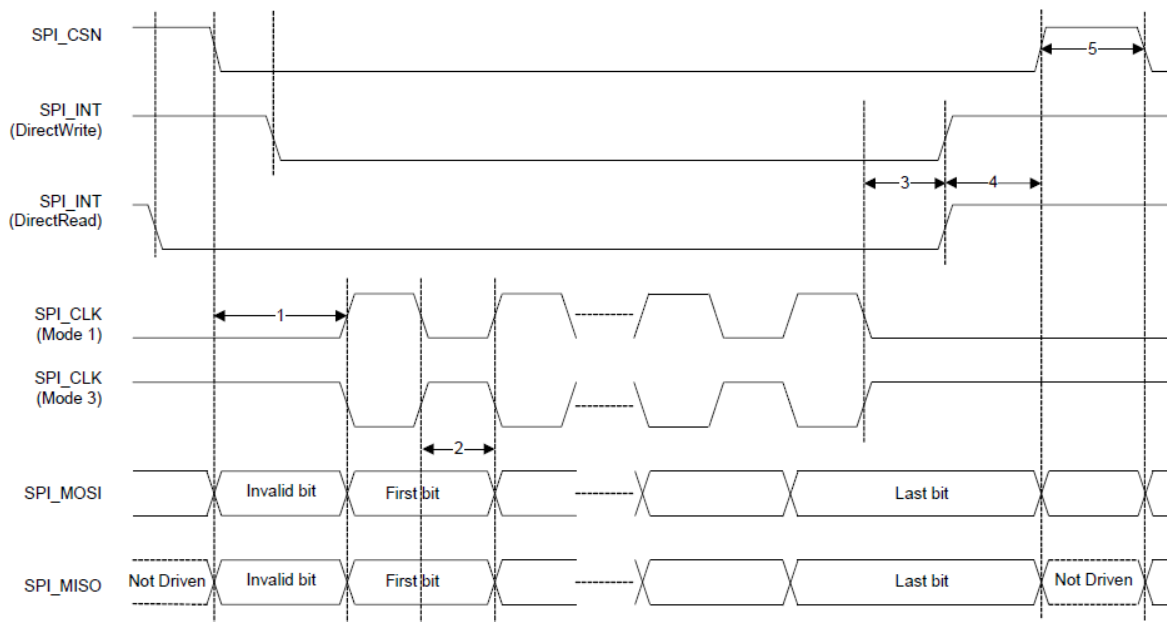 SPI_CSN
5
SPI_INT
(DirectWrite)
3
4
SPI_INT
(DirectRead)
SPI_CLK
(Mode 1)
1
SPI_CLK
(Mode 3)
2
SPI_MOSI
Invalid bit
First bit
Last bit
SPI_MISO
Not Driven
Invalid bit
First bit
Last bit
Not Driven